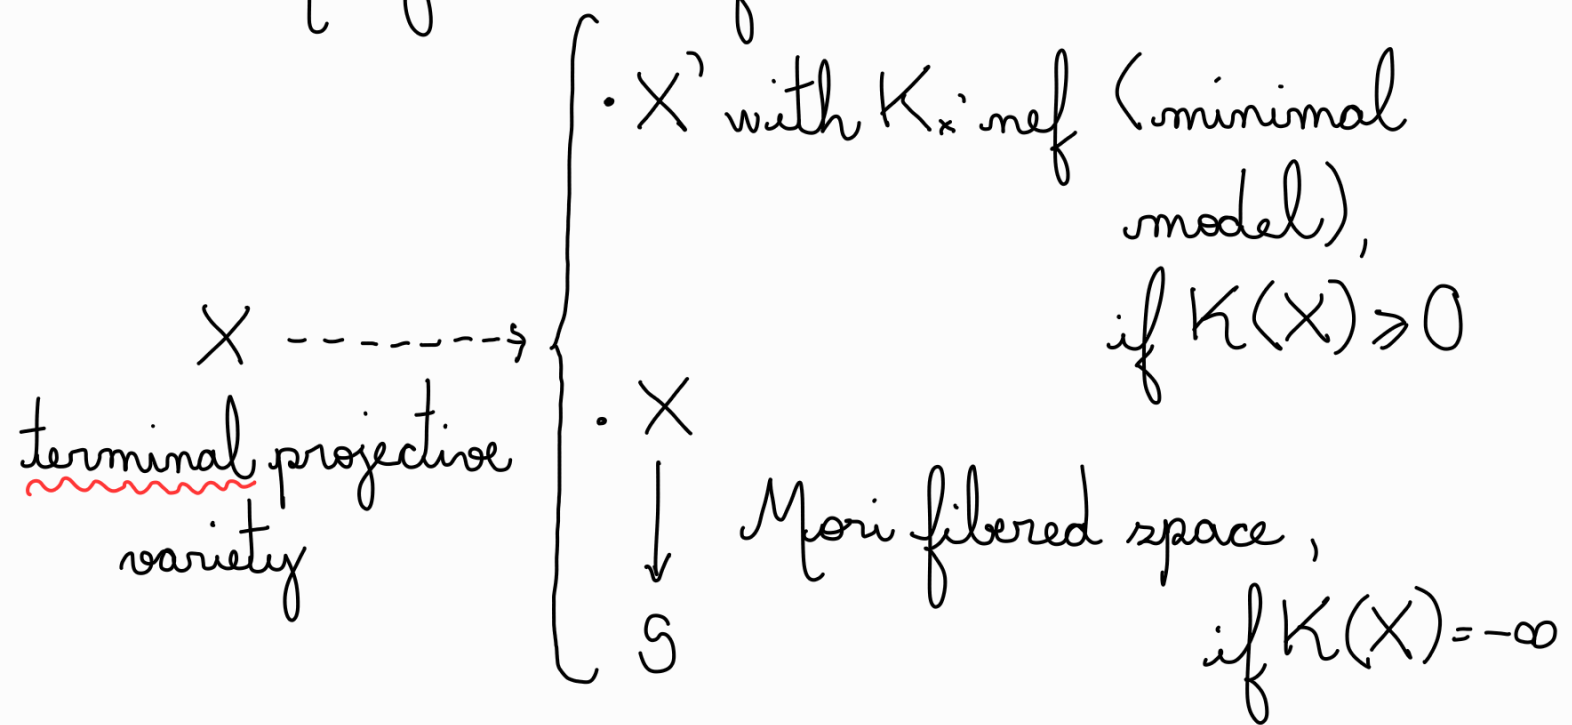 · X' with K_X' nef (minimal
model),
if K(X) ⩾ 0
X ------->
terminal projective
variety
· X
↓
S
Mori fibered space,
if K(X) = -∞